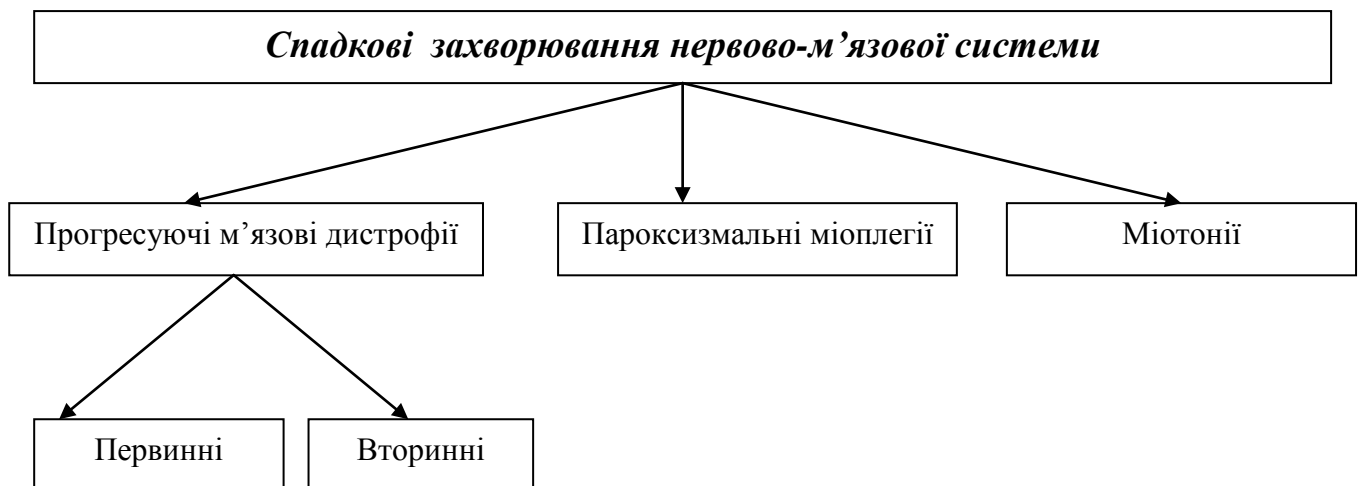 Спадкові захворювання нервово-м’язової системи
Прогресуючі м’язові дистрофії
Пароксизмальні міоплегії
Міотонії
Первинні
Вторинні